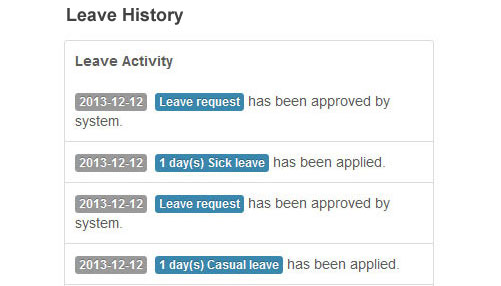 Leave History
Leave Activity
2013-12-12 Leave request has been approved by
system.
2013-12-12 1 day(s) Sick leave has been applied.
2013-12-12 Leave request has been approved by
system.
2013-12-12 1 day(s) Casual leave has been applied.